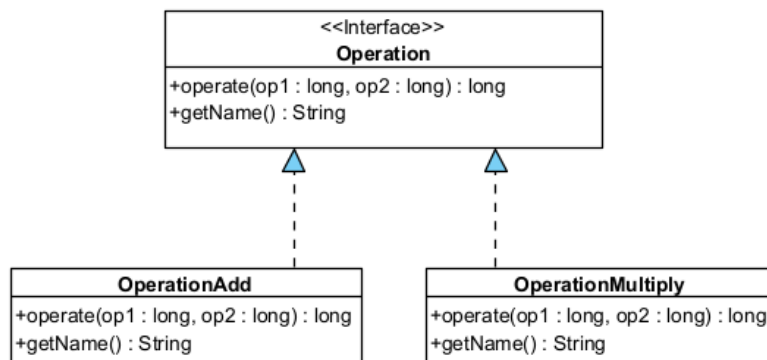 <<Interface>>
Operation
+operate(op1 : long, op2 : long) : long
+getName() : String
OperationAdd
+operate(op1 : long, op2 : long) : long
+getName() : String
OperationMultiply
+operate(op1 : long, op2 : long) : long
+getName() : String